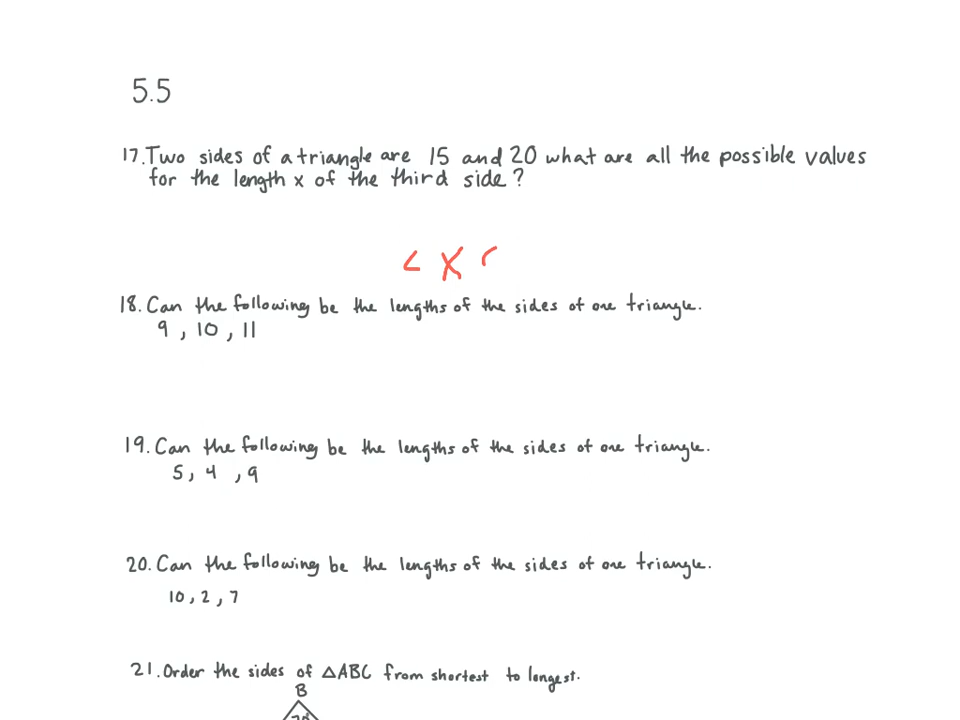 5.5
17. Two sides of a triangle are 15 and 20 what are all the possible values
for the length x of the third side?
< x
18. Can the following be the lengths of the sides of one triangle.
9, 10, 11
19. Can the following be the lengths of the sides of one triangle.
5, 4, 9
20. Can the following be the lengths of the sides of one triangle.
10, 2, 7
21. Order the sides of △ABC from shortest to longest.
B